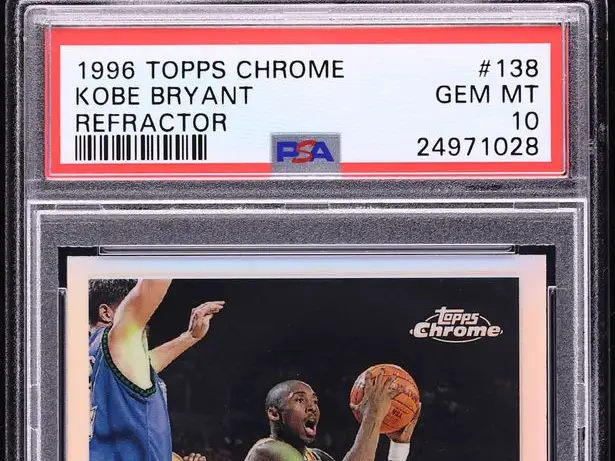 1996 TOPPS CHROME #138
KOBE BRYANT GEM MT
REFRACTOR 10
PSA 24971028
Topps
Chrome